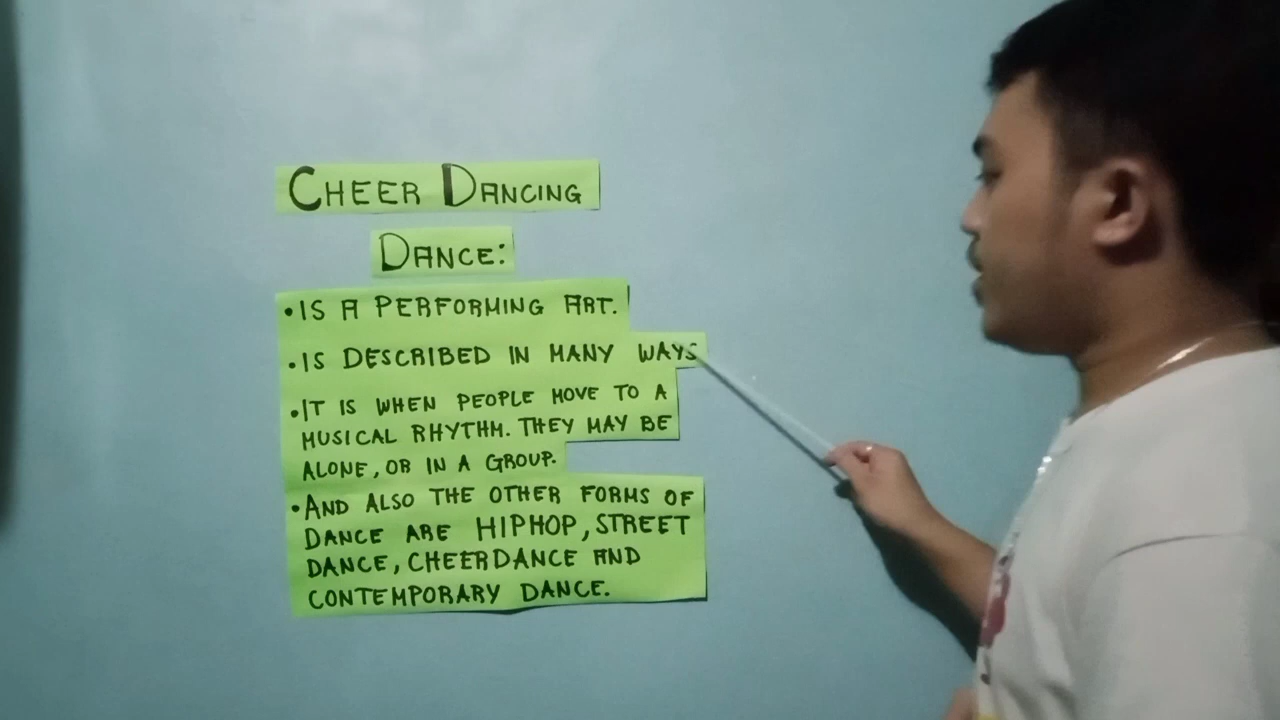 CHEER DANCING
DANCE:
•IS A PERFORMING ART.
•IS DESCRIBED IN MANY WAYS
•IT IS WHEN PEOPLE MOVE TO A
MUSICAL RHYTHM. THEY MAY BE
ALONE, OR IN A GROUP.
•AND ALSO THE OTHER FORMS OF
DANCE ARE HIPHOP, STREET
DANCE, CHEERDANCE AND
CONTEMPORARY DANCE.